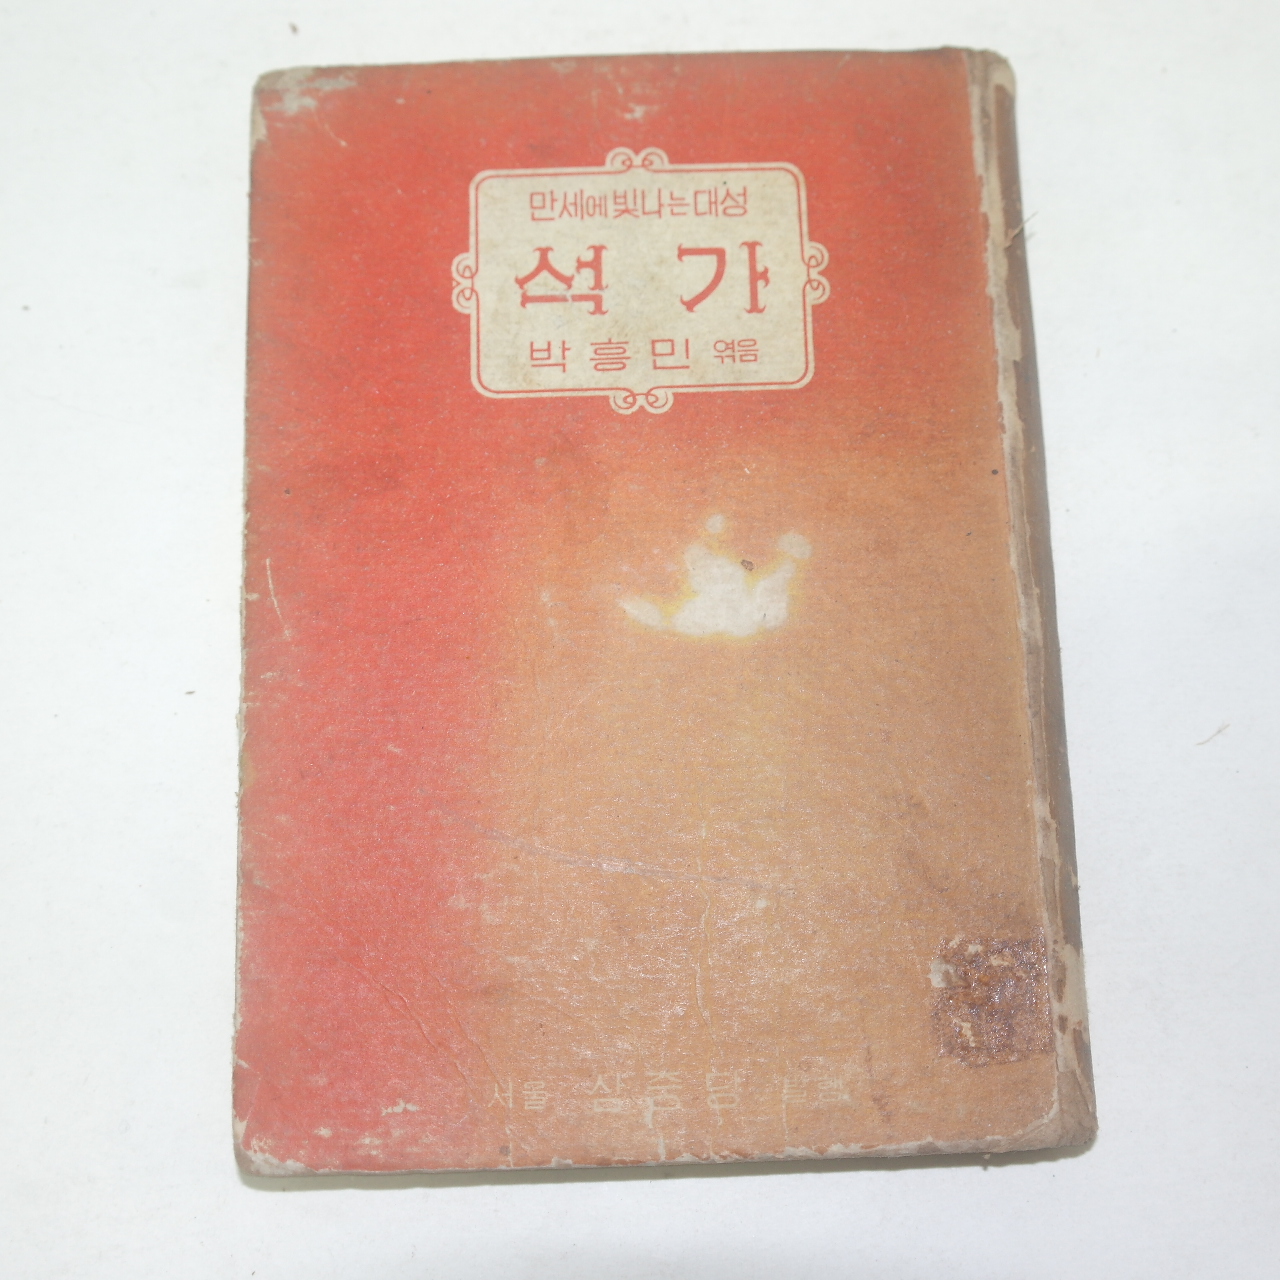 만세에 빛나는 대성
석가
박흥민 엮음
서울 삼중당 발행